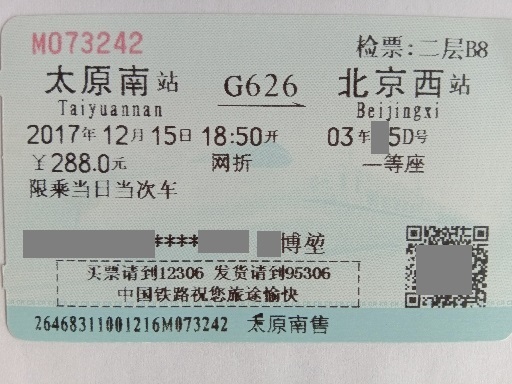 M073242 检票:二层B8
太原南站 G626 北京西站
Taiyuannan Beijingxi
2017年12月15日18:50开 03车5D号
¥288.0元 网折 一等座
限乘当日当次车
**** 博堃
买票请到12306 发货请到95306
中国铁路祝您旅途愉快
26468311001216M073242 太原南售